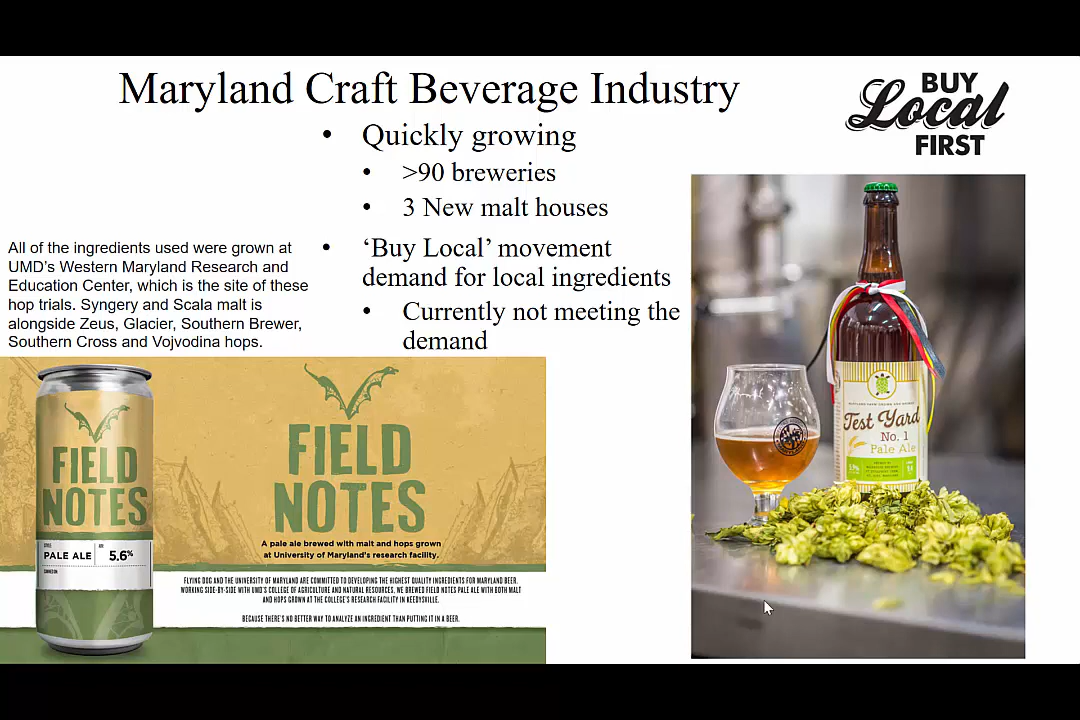 Maryland Craft Beverage Industry
BUY
Local
FIRST
• Quickly growing
• >90 breweries
• 3 New malt houses
• ‘Buy Local’ movement
demand for local ingredients
• Currently not meeting the
demand
All of the ingredients used were grown at
UMD's Western Maryland Research and
Education Center, which is the site of these
hop trials. Syngery and Scala malt is
alongside Zeus, Glacier, Southern Brewer,
Southern Cross and Vojvodina hops.
FIELD
NOTES
PALE ALE
5.6%
FIELD
NOTES
A pale ale brewed with malt and hops grown
at University of Maryland's research facility.
FLYING DOG AND THE UNIVERSITY OF MARYLAND ARE COMMITTED TO DEVELOPING THE HIGHEST QUALITY INGREDIENTS FOR MARYLAND BEER.
WORKING SIDE-BY-SIDE WITH UMD'S COLLEGE OF AGRICULTURE AND NATURAL RESOURCES, WE BREWED FIELD NOTES PALE ALE WITH BOTH MALT
AND HOPS GROWN AT THE COLLEGE'S RESEARCH FACILITY IN KEEDYSVILLE.
BECAUSE THERE'S NO BETTER WAY TO ANALYZE AN INGREDIENT THAN PUTTING IT IN A BEER.
Test Yard
No. 1
Pale Ale